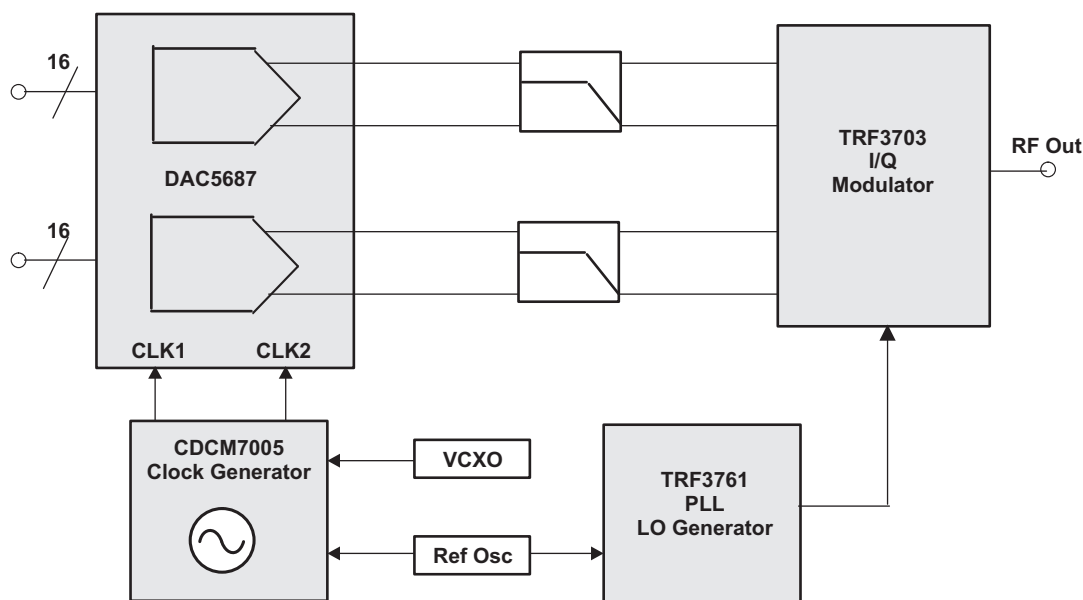 16
DAC5687
16
CLK1
CLK2
TRF3703
I/Q
Modulator
RF Out
CDCM7005
Clock Generator
VCXO
Ref Osc
TRF3761
PLL
LO Generator